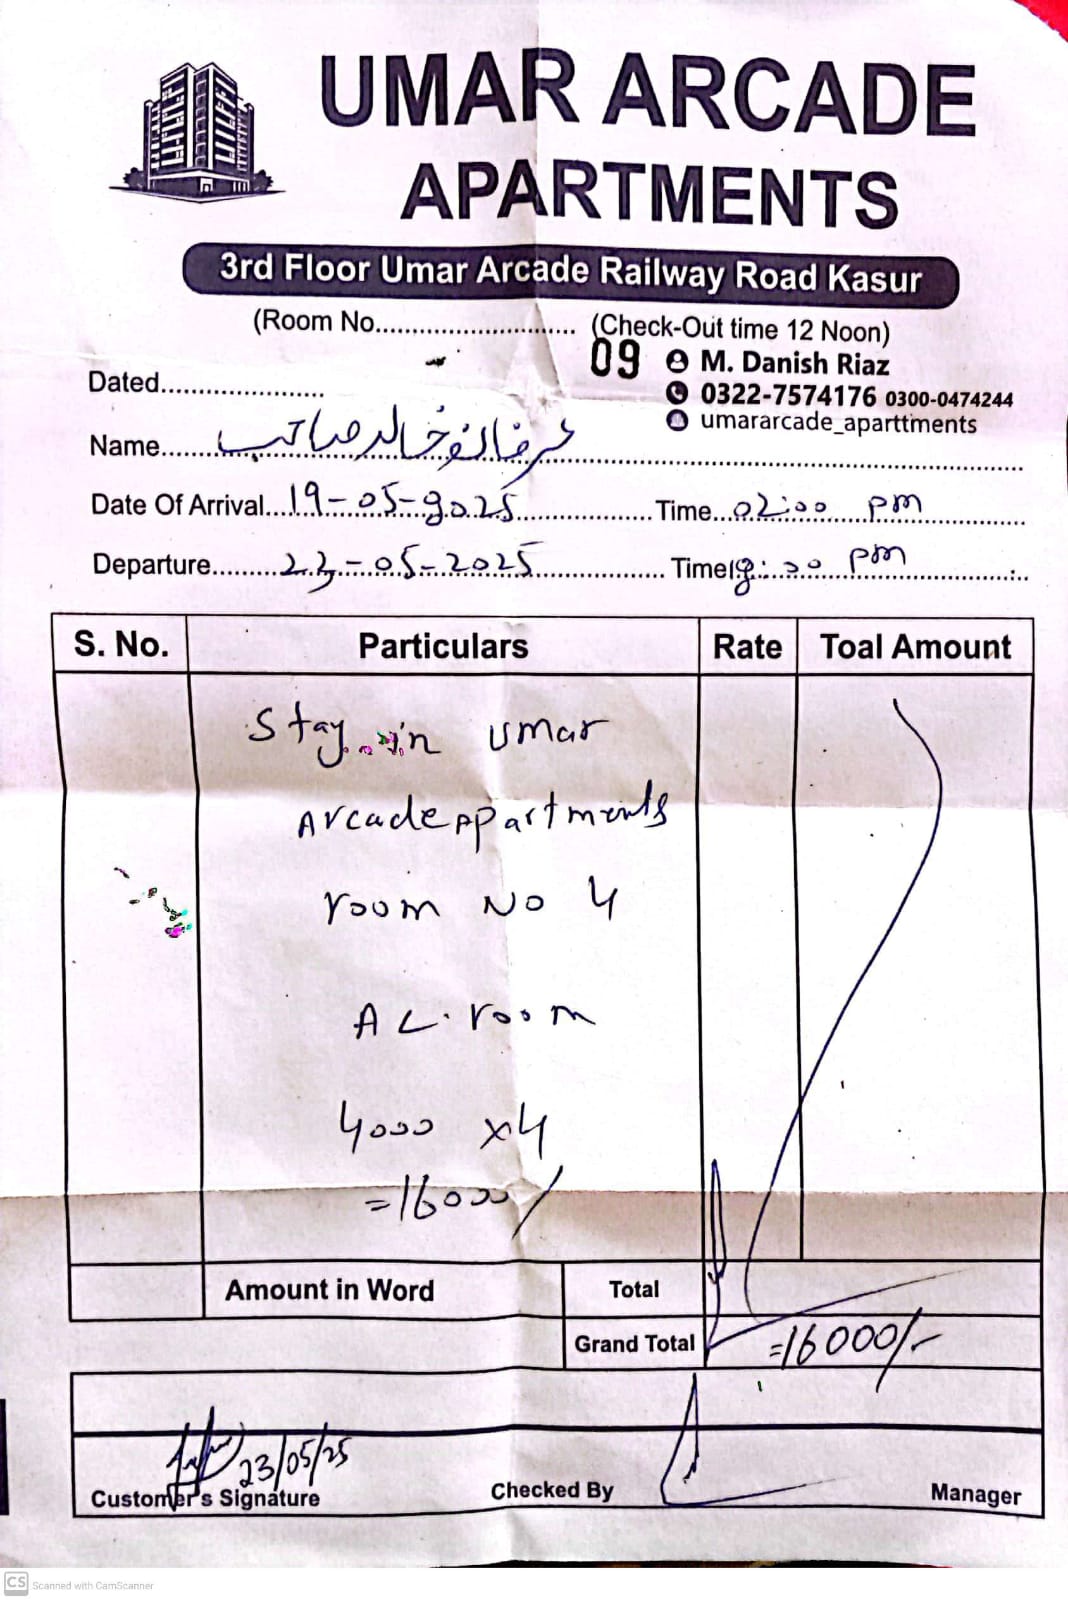 UMAR ARCADE
APARTMENTS
3rd Floor Umar Arcade Railway Road Kasur
(Room No............................ (Check-Out time 12 Noon)
09 M. Danish Riaz
Dated.......................
0322-7574176 0300-0474244
umararcade_aparttments
Name......... عرفان خالد صاحب
Date Of Arrival...19-05-2025 Time...02:00 pm
Departure.........23-05-2025 Time 12:00 pm
S. No. Particulars Rate Toal Amount
Stay in Umar
Arcade Appartments
room No 4
AC. room
4000 x4
=16000/
Amount in Word Total
Grand Total =16000/-
23/05/25
Customer's Signature Checked By Manager
CS Scanned with CamScanner